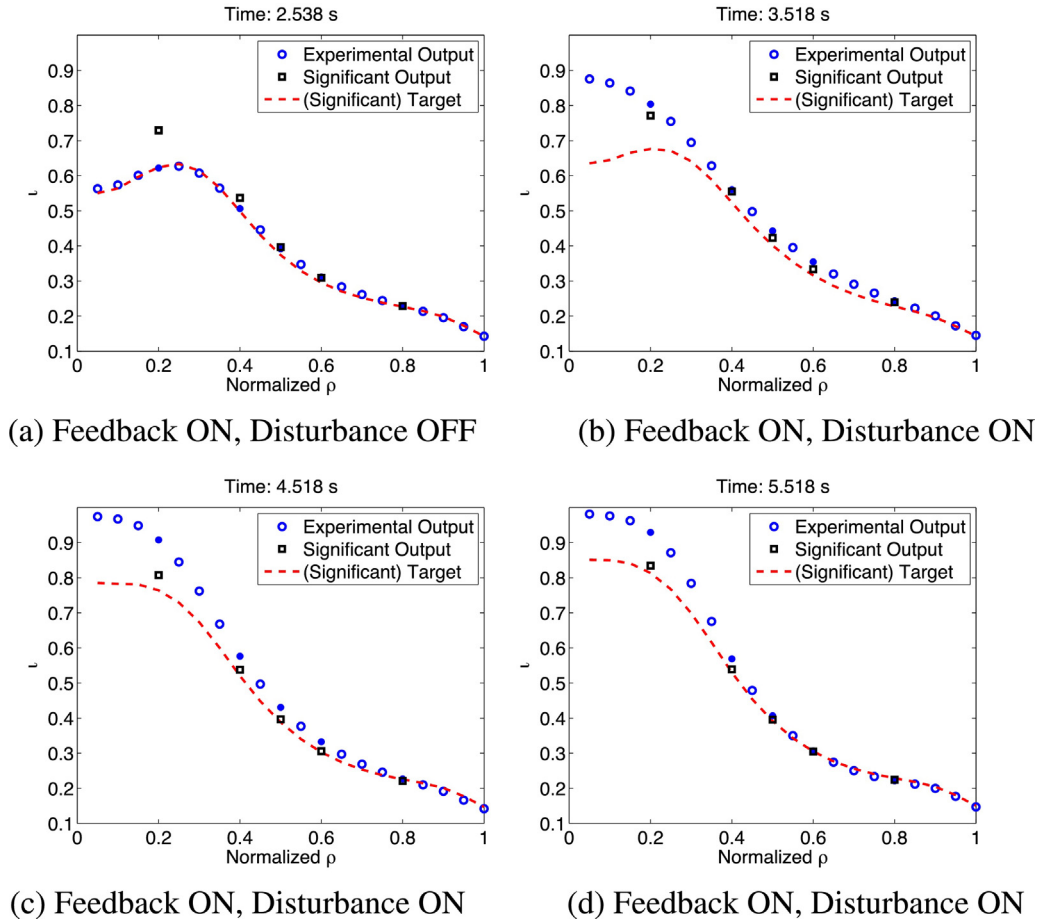 Time: 2.538 s
Experimental Output
Significant Output
(Significant) Target
0.9
0.8
0.7
0.6
0.5
0.4
0.3
0.2
0.1
ι
0 0.2 0.4 0.6 0.8 1
Normalized ρ
(a) Feedback ON, Disturbance OFF
Time: 3.518 s
Experimental Output
Significant Output
(Significant) Target
0.9
0.8
0.7
0.6
0.5
0.4
0.3
0.2
0.1
ι
0 0.2 0.4 0.6 0.8 1
Normalized ρ
(b) Feedback ON, Disturbance ON
Time: 4.518 s
Experimental Output
Significant Output
(Significant) Target
0.9
0.8
0.7
0.6
0.5
0.4
0.3
0.2
0.1
ι
0 0.2 0.4 0.6 0.8 1
Normalized ρ
(c) Feedback ON, Disturbance ON
Time: 5.518 s
Experimental Output
Significant Output
(Significant) Target
0.9
0.8
0.7
0.6
0.5
0.4
0.3
0.2
0.1
ι
0 0.2 0.4 0.6 0.8 1
Normalized ρ
(d) Feedback ON, Disturbance ON